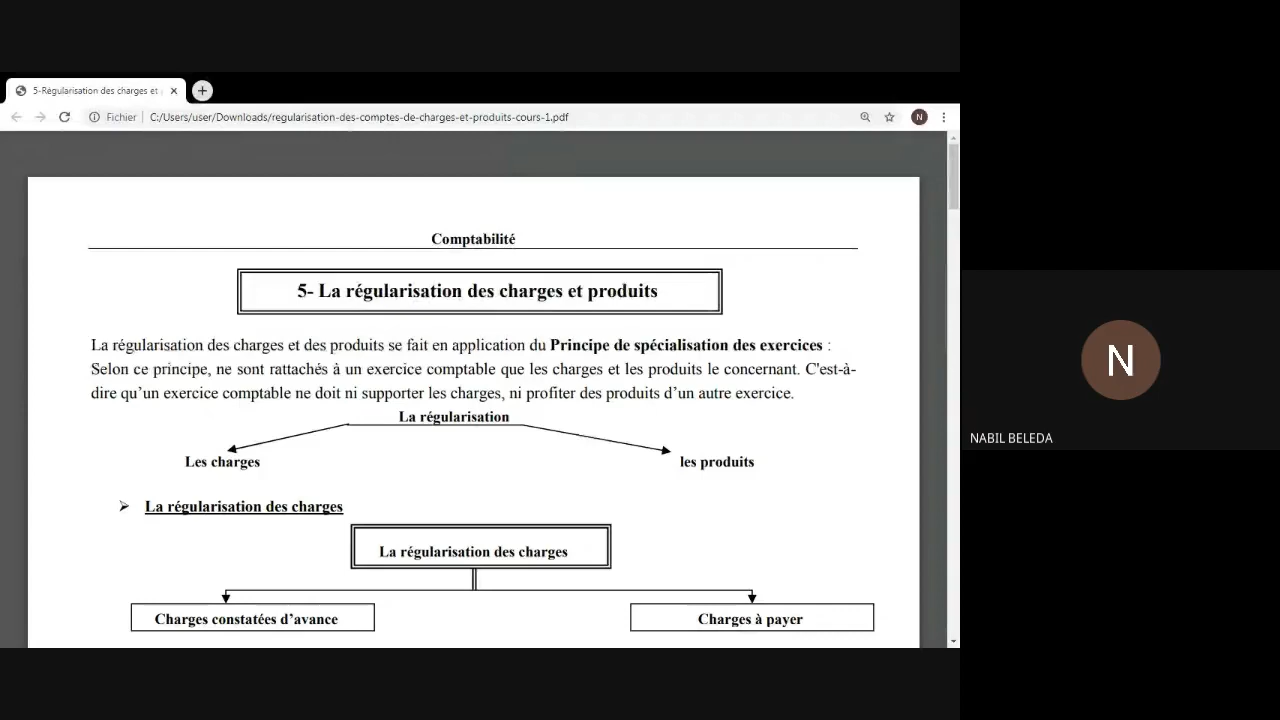 5-Régularisation des charges et
Fichier
C:/Users/user/Downloads/regularisation-des-comptes-de-charges-et-produits-cours-1.pdf
N
Comptabilité
5- La régularisation des charges et produits
La régularisation des charges et des produits se fait en application du Principe de spécialisation des exercices :
Selon ce principe, ne sont rattachés à un exercice comptable que les charges et les produits le concernant. C'est-à-
dire qu'un exercice comptable ne doit ni supporter les charges, ni profiter des produits d'un autre exercice.
La régularisation
Les charges les produits
La régularisation des charges
La régularisation des charges
Charges constatées d'avance Charges à payer
N
NABIL BELEDA